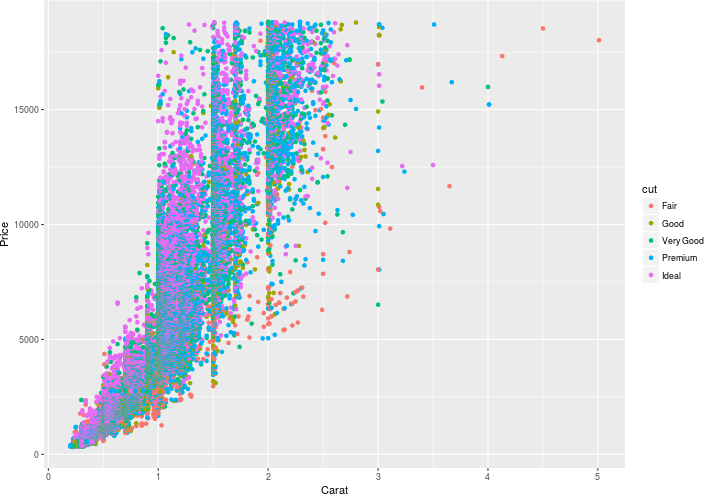 Price
15000
10000
5000
0
0
1
2
3
4
5
Carat
cut
Fair
Good
Very Good
Premium
Ideal